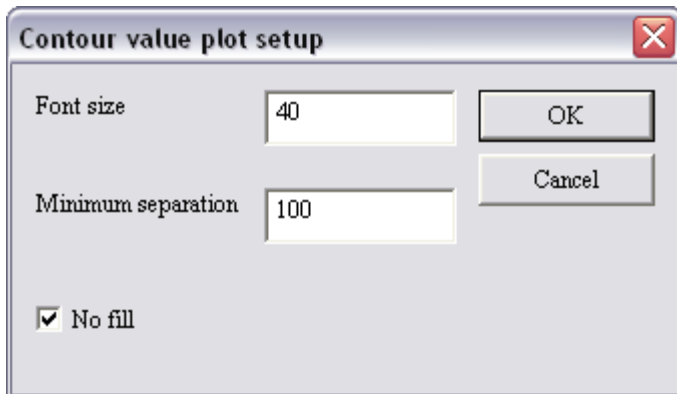 Contour value plot setup
Font size
40
OK
Cancel
Minimum separation
100
No fill